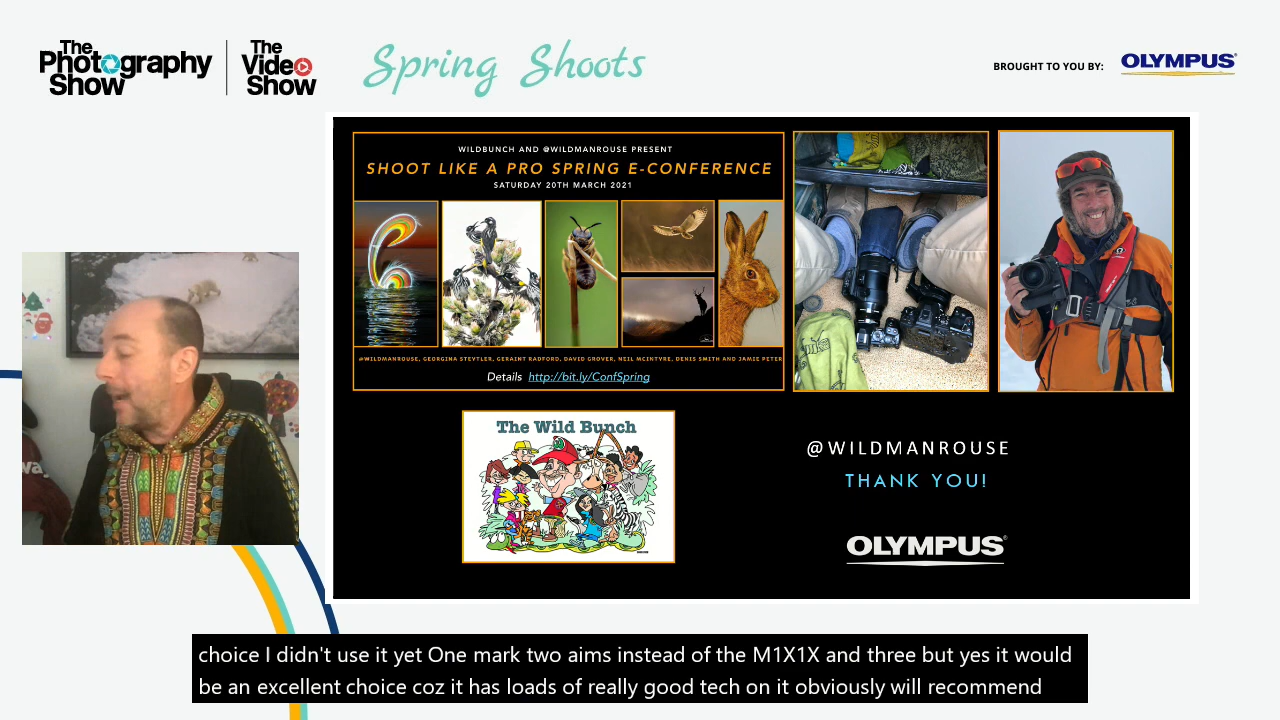 The
Photography
Show
The
Video
Show
Spring Shoots
BROUGHT TO YOU BY:
OLYMPUS
WILDBUNCH AND @WILDMANROUSE PRESENT
SHOOT LIKE A PRO SPRING E-CONFERENCE
SATURDAY 20TH MARCH 2021
@WILDMANROUSE, GEORGINA STEYTLER, GERAINT RADFORD, DAVID GROVER, NEIL MCINTYRE, DENIS SMITH AND JAMIE PETER
Details http://bit.ly/ConfSpring
The Wild Bunch
@WILDMANROUSE
THANK YOU!
OLYMPUS
choice I didn't use it yet One mark two aims instead of the M1X1X and three but yes it would
be an excellent choice coz it has loads of really good tech on it obviously will recommend